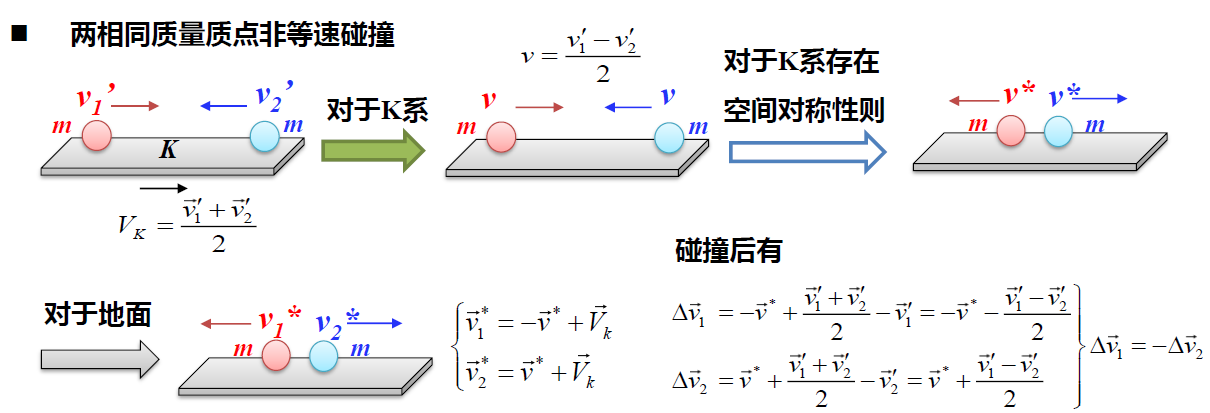 ■ 两相同质量质点非等速碰撞
v₁’ v₂’
m m
K
V_K = (v⃗₁′ + v⃗₂′)/2
对于K系
v = (v₁′ − v₂′)/2
v v
m m
对于K系存在
空间对称性则
v* v*
m m
对于地面
v₁* v₂*
m m
v⃗₁* = −v⃗* + V⃗ₖ
v⃗₂* = v⃗* + V⃗ₖ
碰撞后有
Δv⃗₁ = −v⃗* + (v⃗₁′ + v⃗₂′)/2 − v⃗₁′ = −v⃗* − (v⃗₁′ − v⃗₂′)/2
Δv⃗₂ = v⃗* + (v⃗₁′ + v⃗₂′)/2 − v⃗₂′ = v⃗* + (v⃗₁′ − v⃗₂′)/2
Δv⃗₁ = −Δv⃗₂